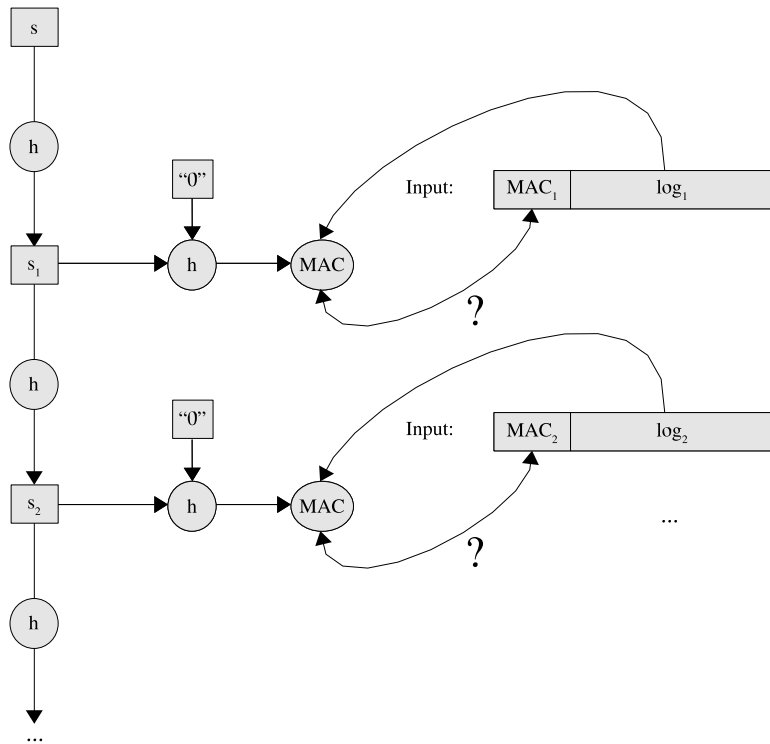 s
h
“0”
Input:
MAC₁
log₁
s₁
h
MAC
?
h
“0”
Input:
MAC₂
log₂
s₂
h
MAC
...
?
h
...